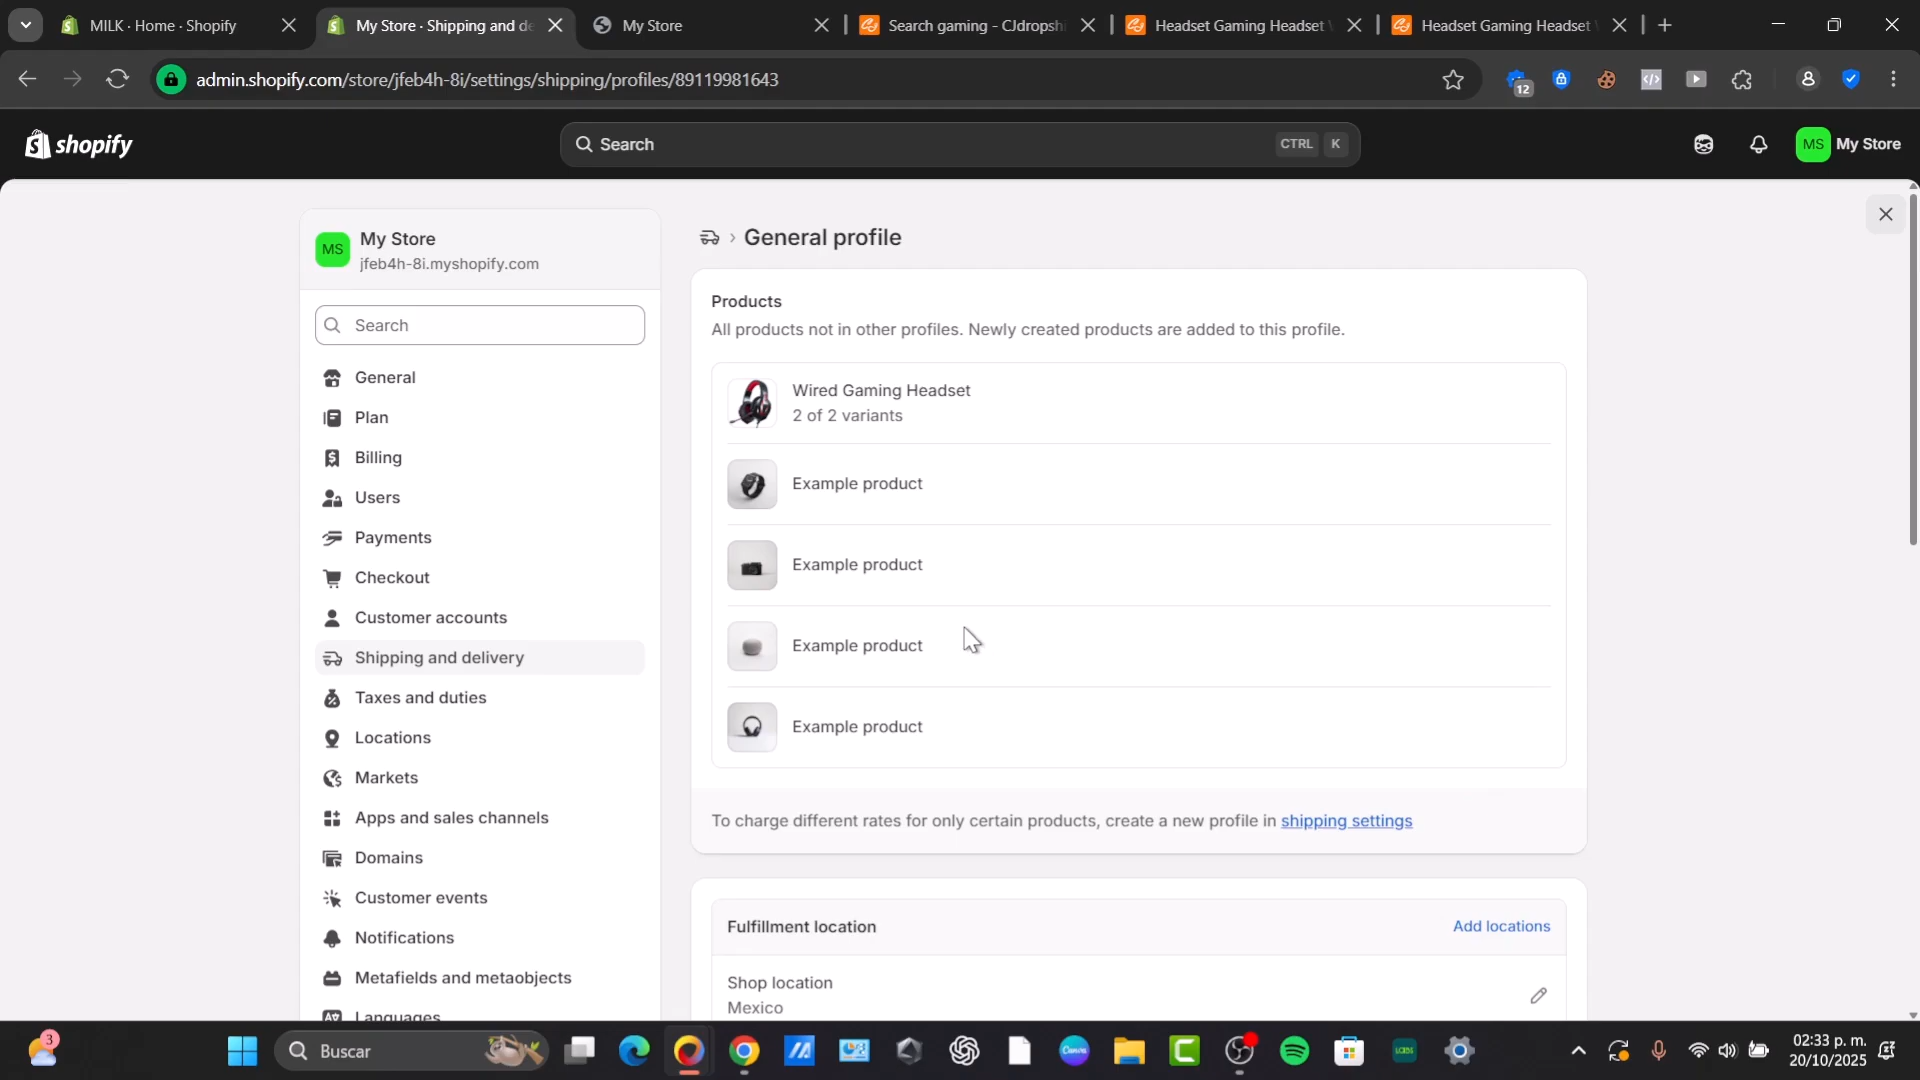 MILK · Home · Shopify
My Store · Shipping and de
My Store
Search gaming - CJdropshi
Headset Gaming Headset
Headset Gaming Headset
admin.shopify.com/store/jfeb4h-8i/settings/shipping/profiles/89119981643
12
shopify
Search
CTRL K
MS My Store
MS
My Store
jfeb4h-8i.myshopify.com
Search
General
Plan
Billing
Users
Payments
Checkout
Customer accounts
Shipping and delivery
Taxes and duties
Locations
Markets
Apps and sales channels
Domains
Customer events
Notifications
Metafields and metaobjects
Languages
› General profile
Products
All products not in other profiles. Newly created products are added to this profile.
Wired Gaming Headset
2 of 2 variants
Example product
Example product
Example product
Example product
To charge different rates for only certain products, create a new profile in shipping settings
Fulfillment location
Add locations
Shop location
Mexico
3
Buscar
Canva
02:33 p. m.
20/10/2025